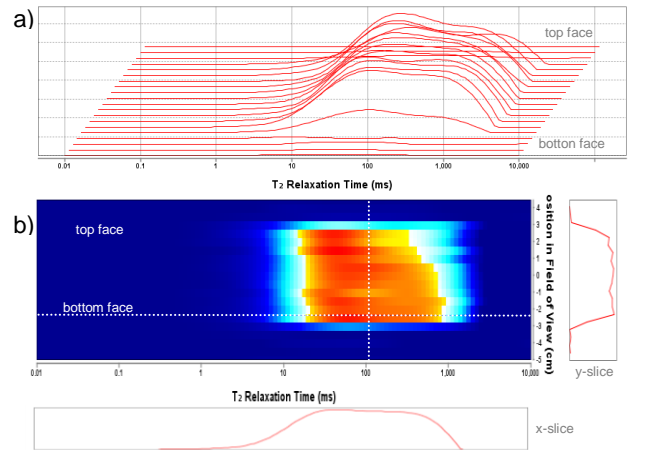 a)
top face
botton face
0.01 0.1 1 10 100 1,000 10,000
T2 Relaxation Time (ms)
b)
top face
bottom face
4
3
2
1
0
-1
-2
-3
-4
-5
osition in Field of View (cm)
0.01 0.1 1 10 100 1,000 10,000
T2 Relaxation Time (ms)
y-slice
x-slice